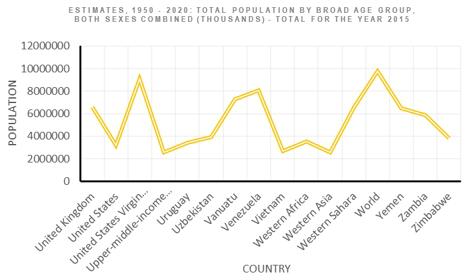 ESTIMATES, 1950 - 2020: TOTAL POPULATION BY BROAD AGE GROUP,
BOTH SEXES COMBINED (THOUSANDS) - TOTAL FOR THE YEAR 2015
12000000
10000000
8000000
6000000
4000000
2000000
0
POPULATION
United Kingdom
United States
United States Virgin...
Upper-middle-income...
Uruguay
Uzbekistan
Vanuatu
Venezuela
Vietnam
Western Africa
Western Asia
Western Sahara
World
Yemen
Zambia
Zimbabwe
COUNTRY